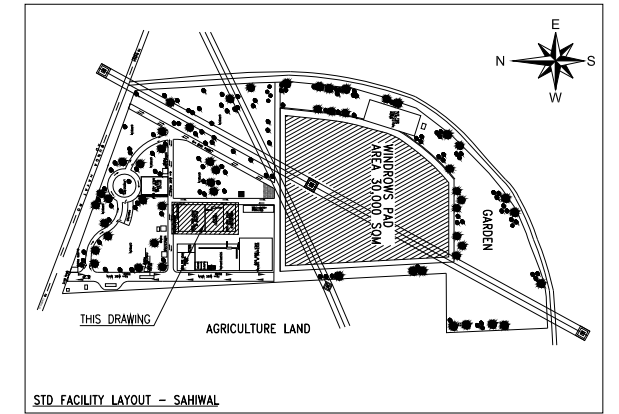 E
N S
W
WINDROWS PAD
AREA 30,000 SQM
GARDEN
THIS DRAWING
AGRICULTURE LAND
STD FACILITY LAYOUT - SAHIWAL